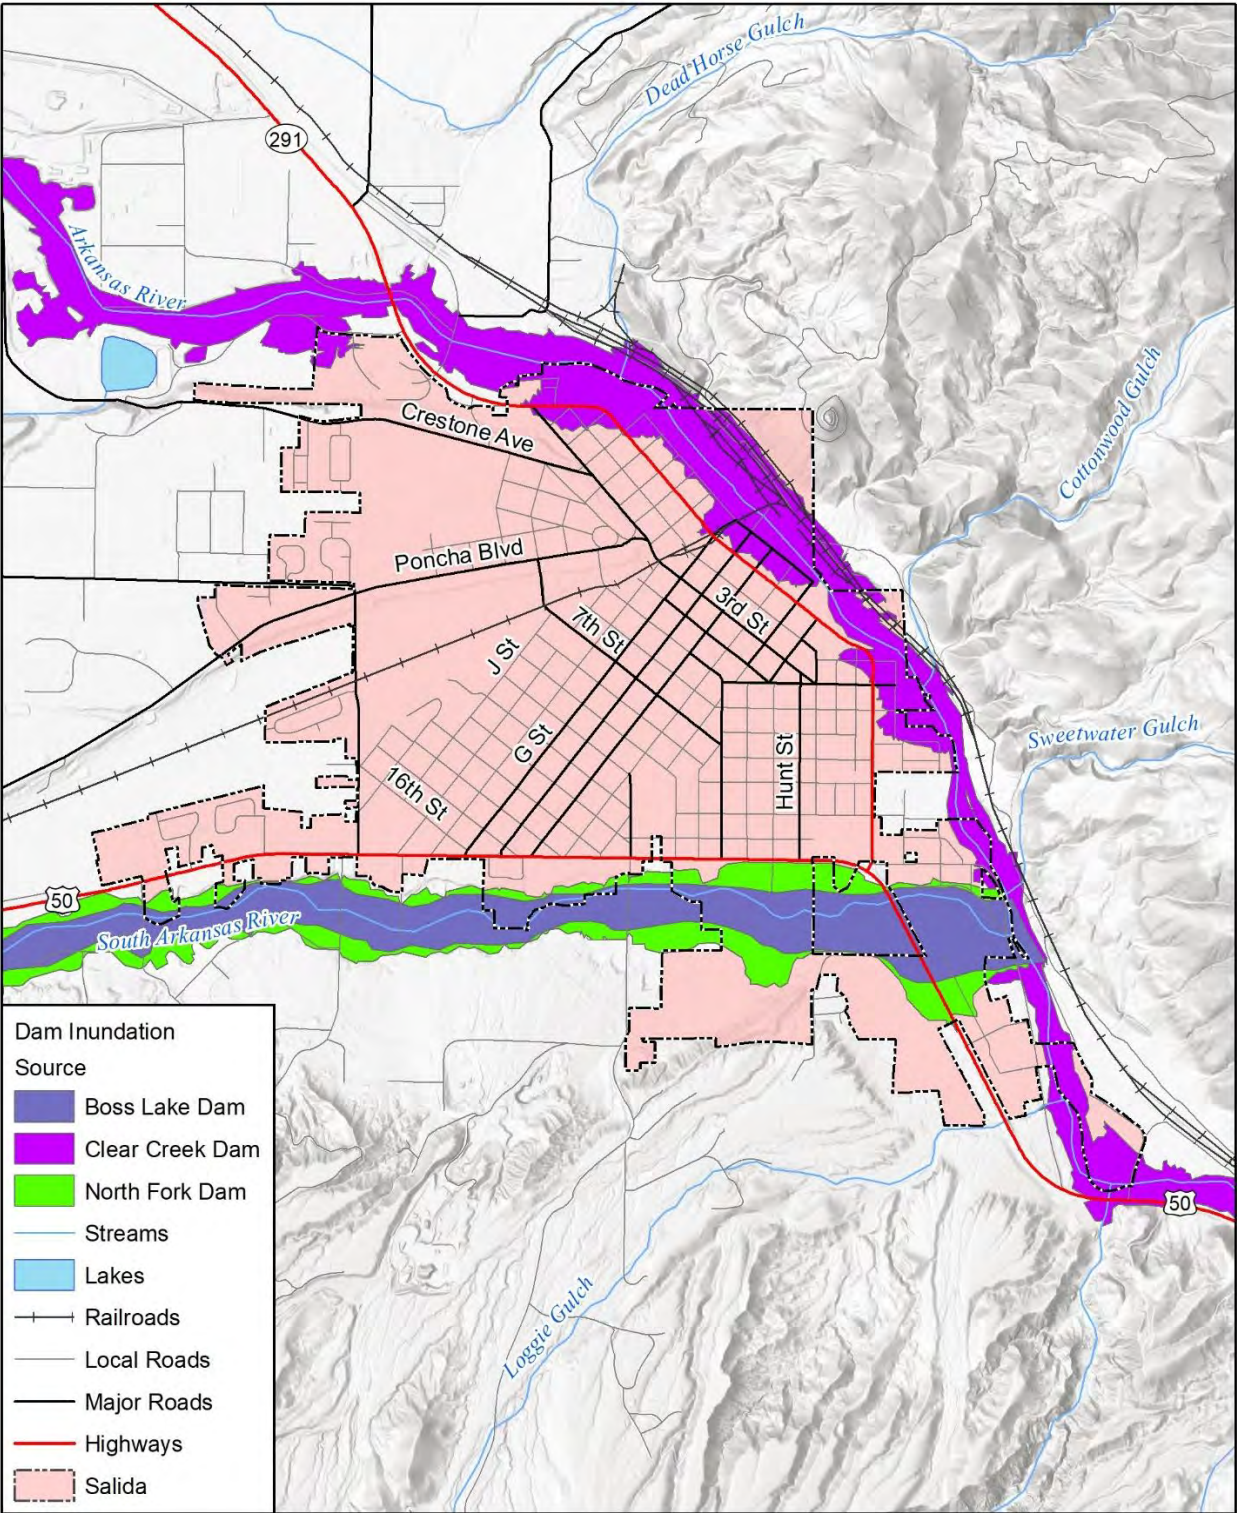 Dead Horse Gulch
291
Arkansas River
Cottonwood Gulch
Crestone Ave
Poncha Blvd
3rd St
7th St
J St
G St
Hunt St
Sweetwater Gulch
16th St
50
South Arkansas River
50
Loggie Gulch
Dam Inundation
Source
Boss Lake Dam
Clear Creek Dam
North Fork Dam
Streams
Lakes
Railroads
Local Roads
Major Roads
Highways
Salida